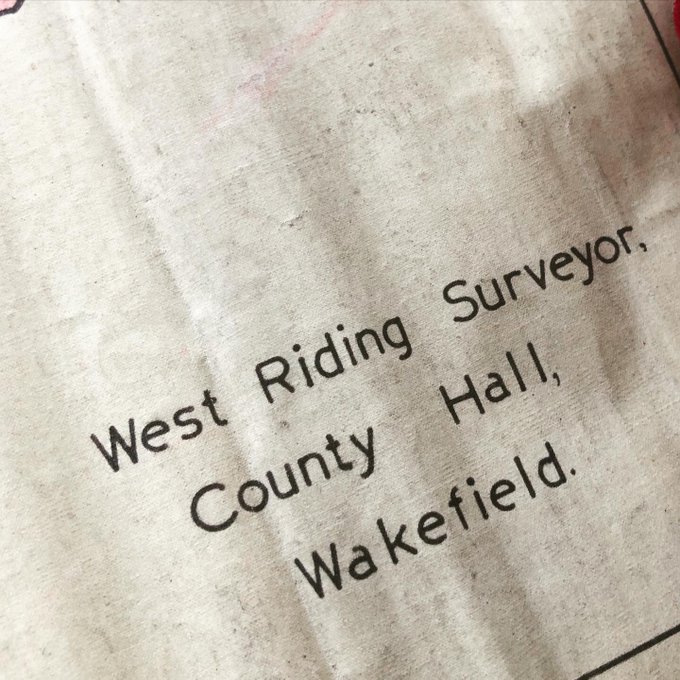 West Riding Surveyor,
County Hall,
Wakefield.